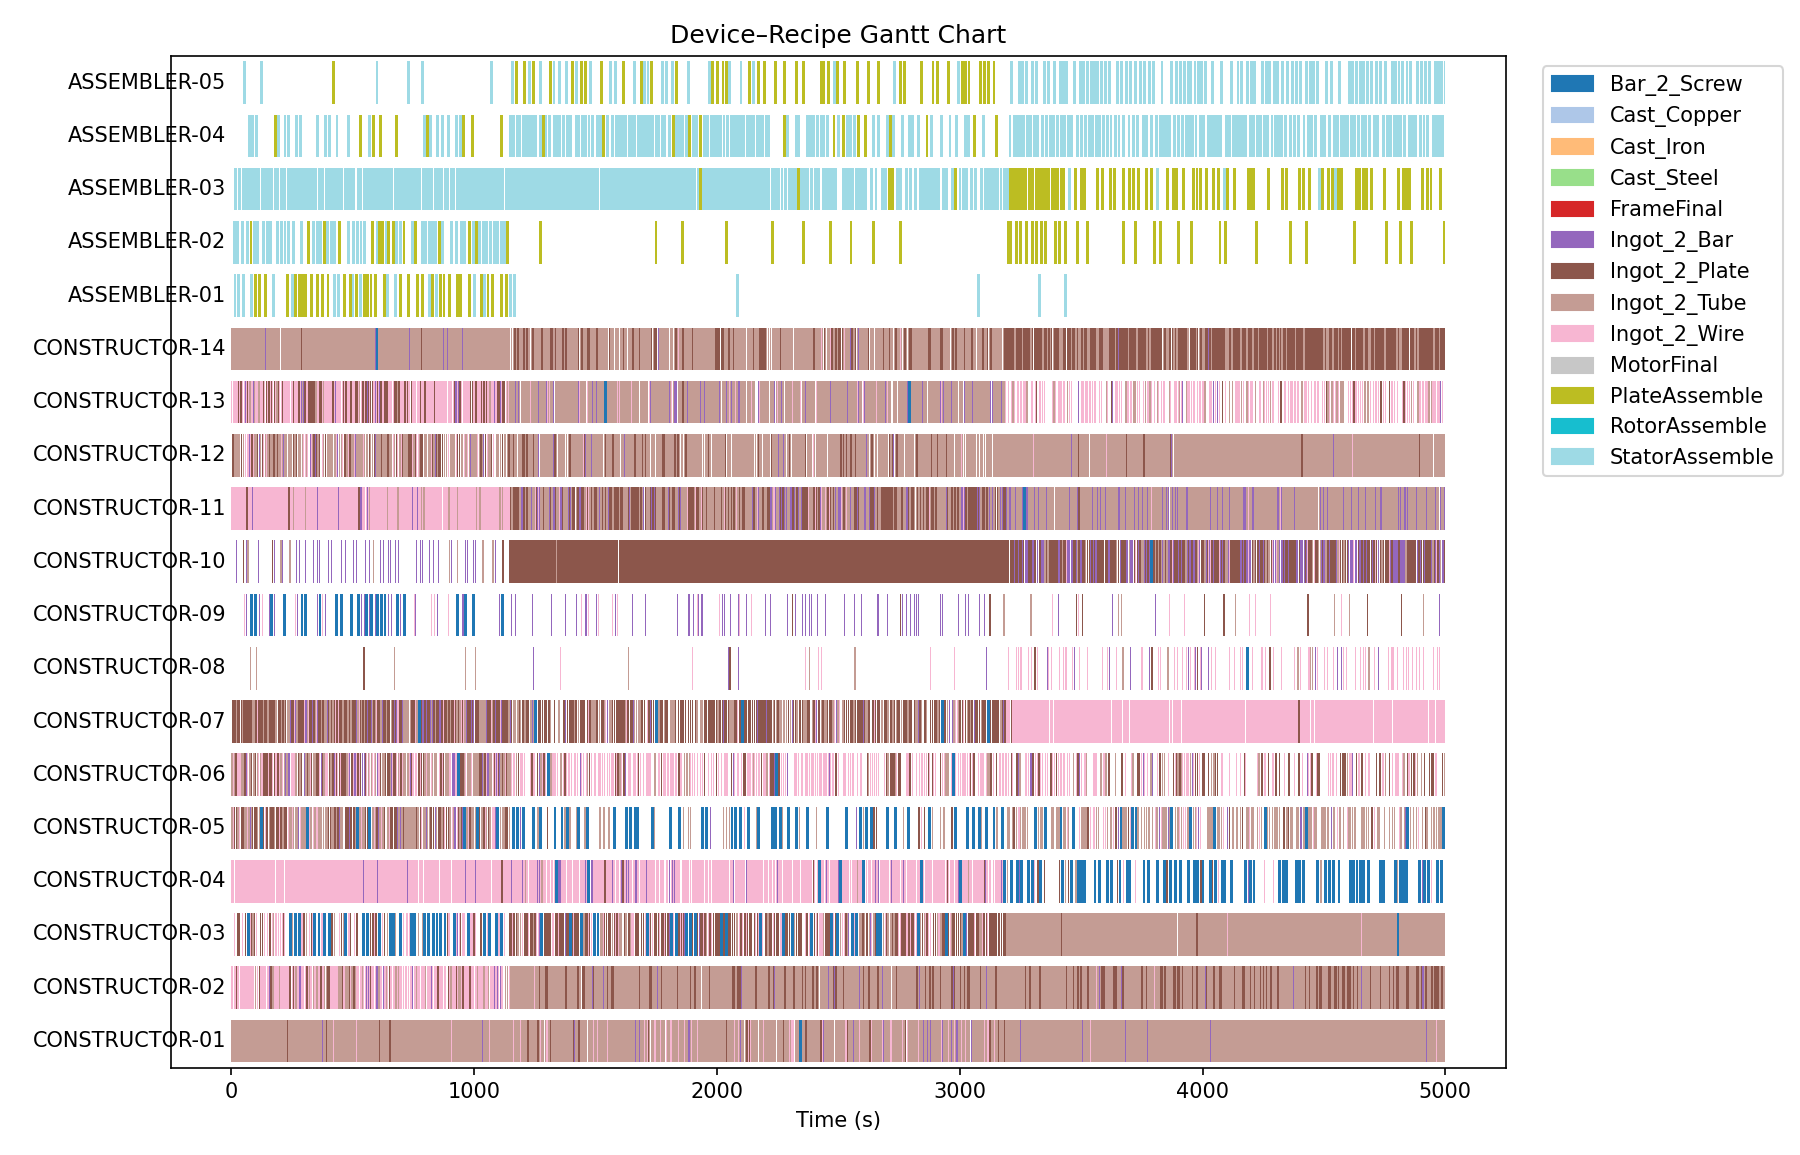 Device–Recipe Gantt Chart
ASSEMBLER-05
ASSEMBLER-04
ASSEMBLER-03
ASSEMBLER-02
ASSEMBLER-01
CONSTRUCTOR-14
CONSTRUCTOR-13
CONSTRUCTOR-12
CONSTRUCTOR-11
CONSTRUCTOR-10
CONSTRUCTOR-09
CONSTRUCTOR-08
CONSTRUCTOR-07
CONSTRUCTOR-06
CONSTRUCTOR-05
CONSTRUCTOR-04
CONSTRUCTOR-03
CONSTRUCTOR-02
CONSTRUCTOR-01
0 1000 2000 3000 4000 5000
Time (s)
Bar_2_Screw
Cast_Copper
Cast_Iron
Cast_Steel
FrameFinal
Ingot_2_Bar
Ingot_2_Plate
Ingot_2_Tube
Ingot_2_Wire
MotorFinal
PlateAssemble
RotorAssemble
StatorAssemble